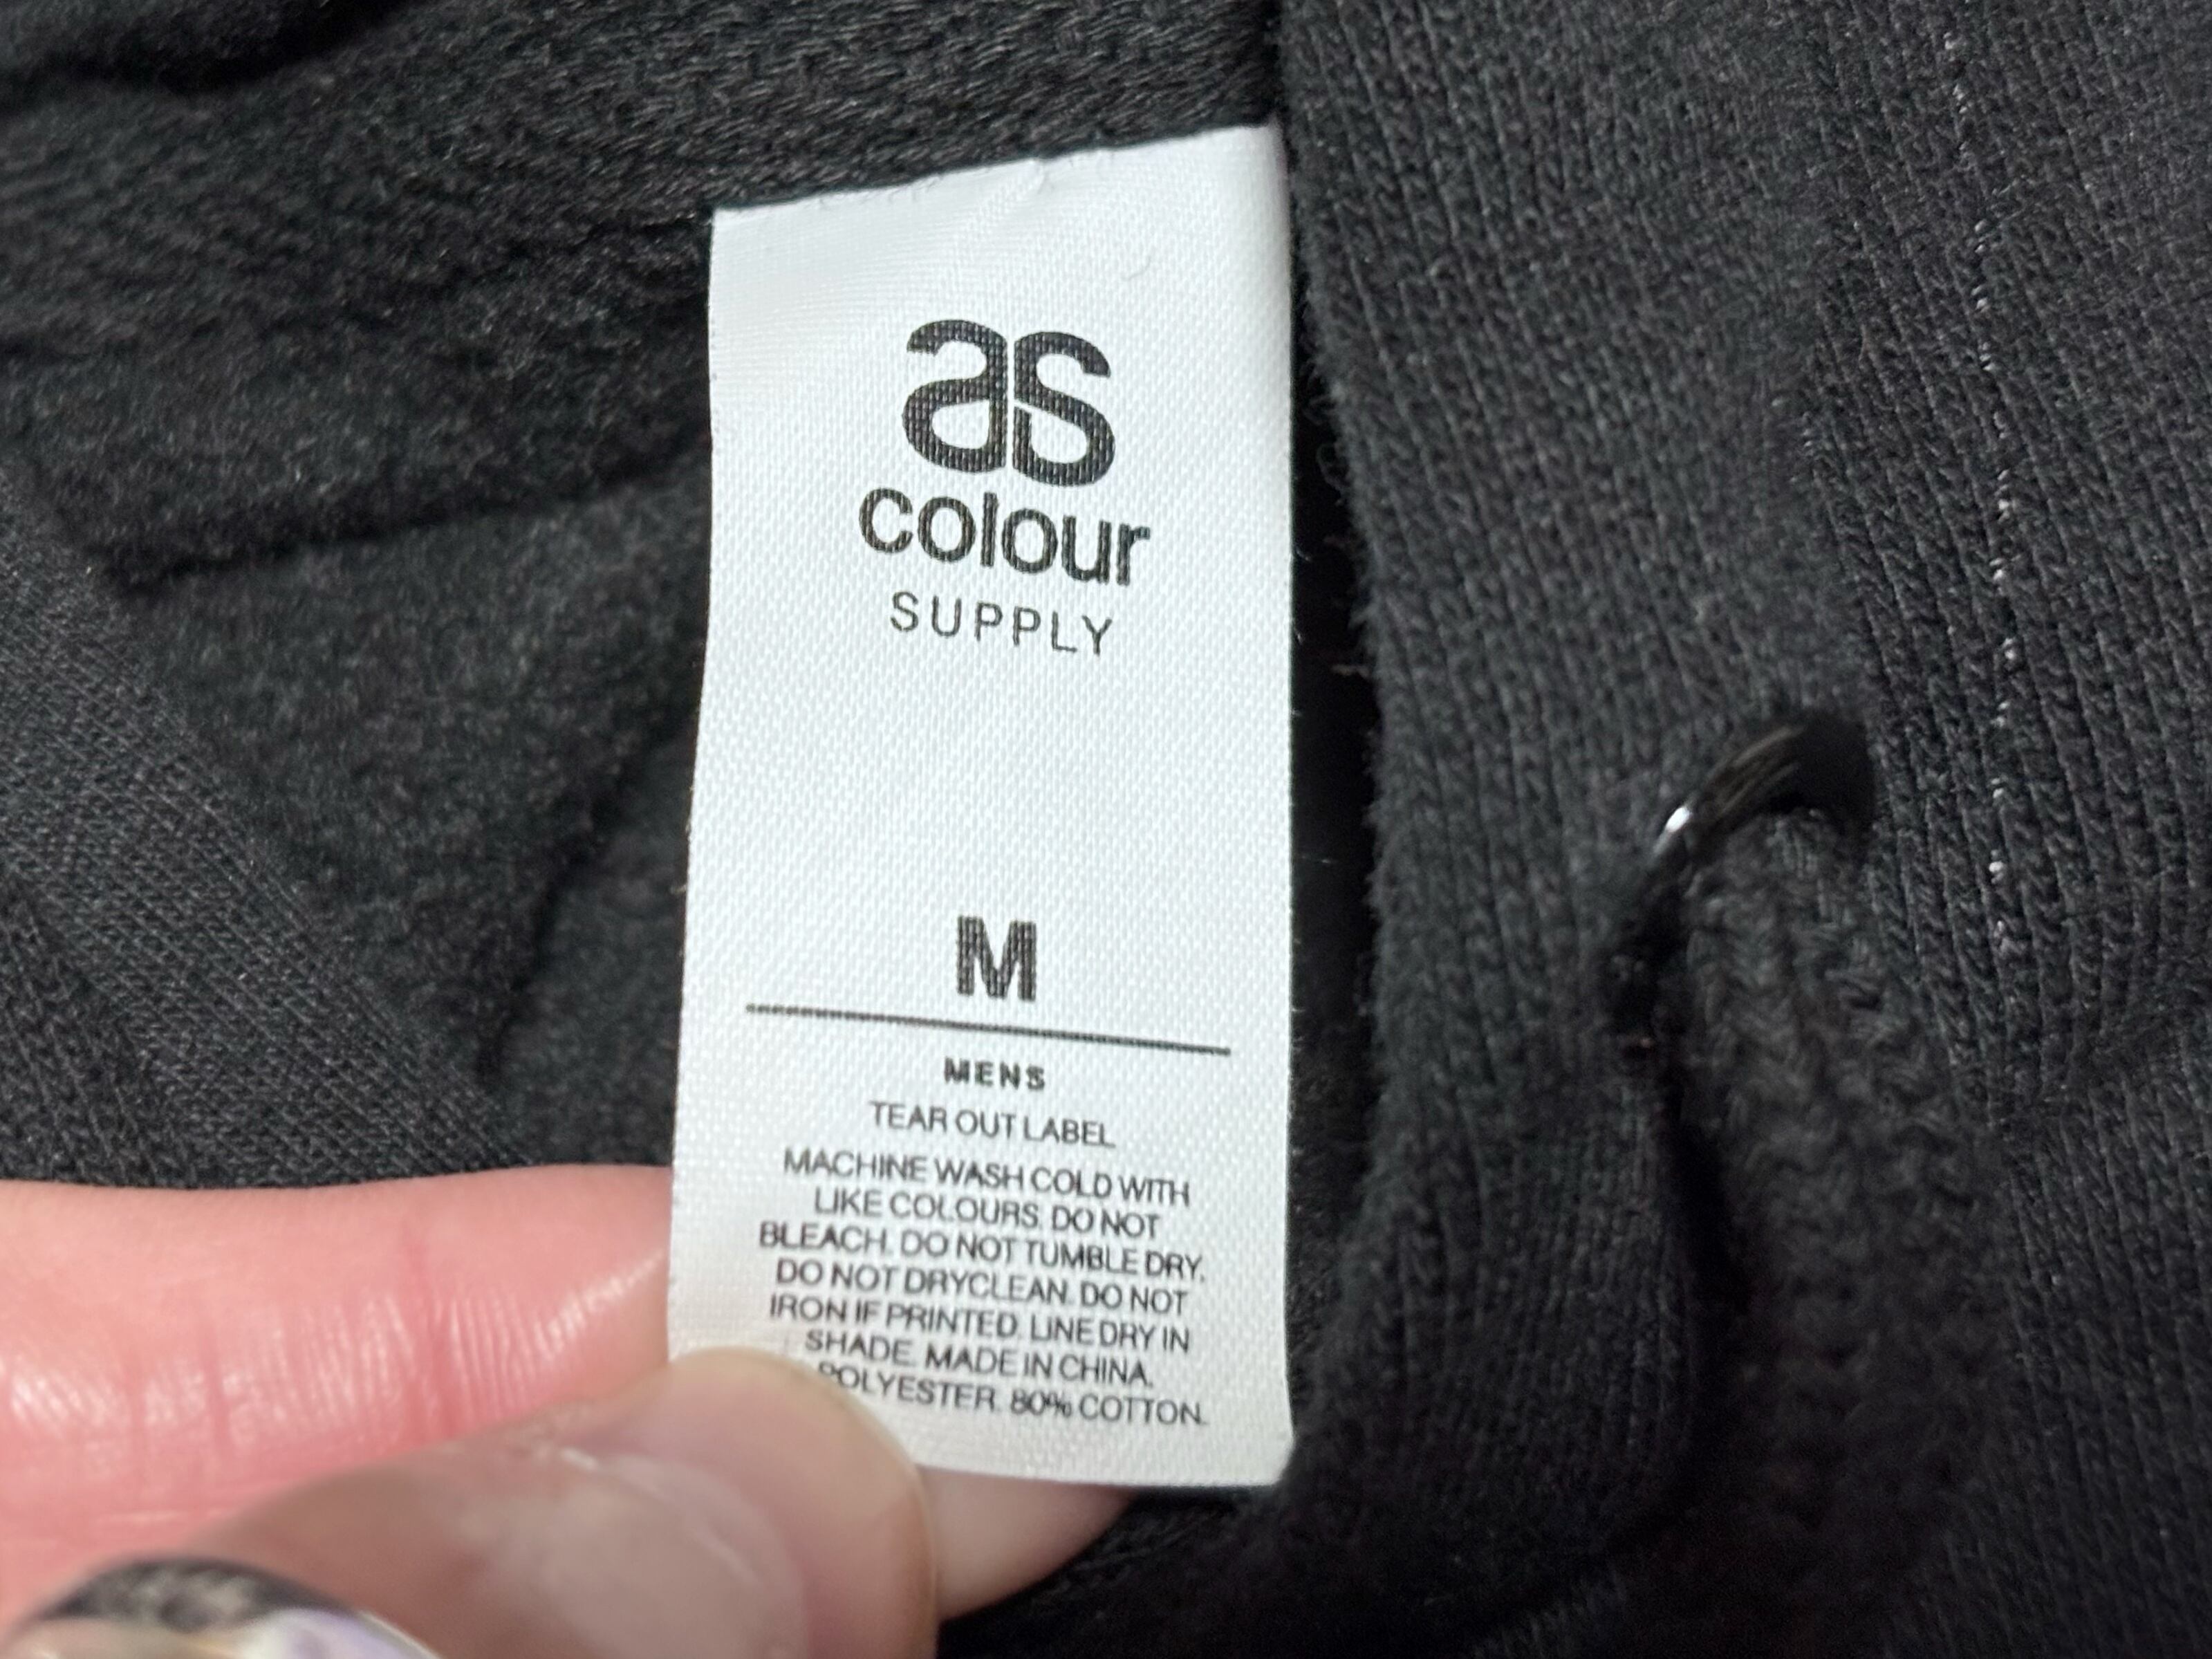 as
colour
SUPPLY
M
MENS
TEAR OUT LABEL
MACHINE WASH COLD WITH
LIKE COLOURS. DO NOT
BLEACH. DO NOT TUMBLE DRY.
DO NOT DRYCLEAN. DO NOT
IRON IF PRINTED. LINE DRY IN
SHADE. MADE IN CHINA.
POLYESTER. 80% COTTON.